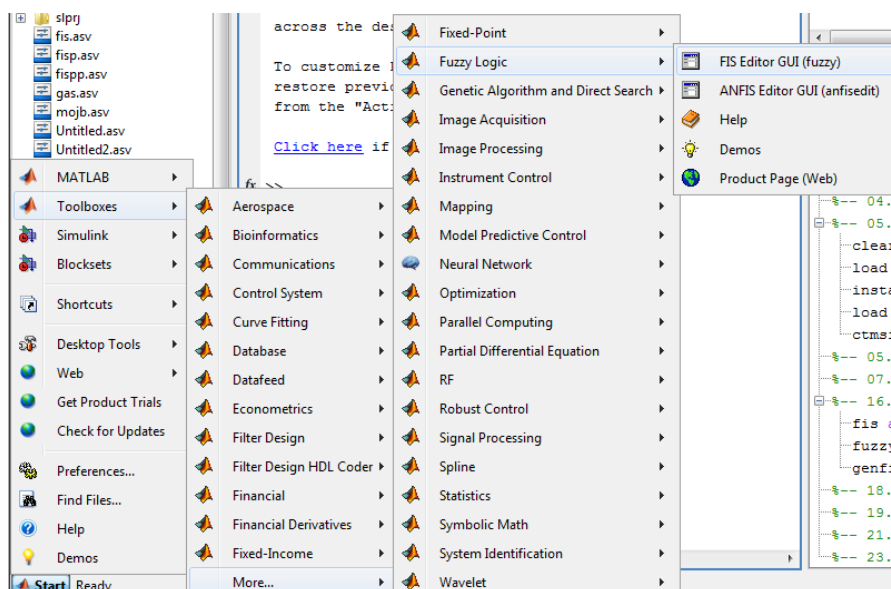 slprj
fis.asv
fisp.asv
fispp.asv
gas.asv
mojb.asv
Untitled.asv
Untitled2.asv
across the
To customize
restore
from the "Act
Click here if
fx >>
MATLAB
Toolboxes
Simulink
Blocksets
Shortcuts
Desktop Tools
Web
Get Product Trials
Check for Updates
Preferences...
Find Files...
Help
Demos
Start Ready
Aerospace
Bioinformatics
Communications
Control System
Curve Fitting
Database
Datafeed
Econometrics
Filter Design
Filter Design HDL Coder
Financial
Financial Derivatives
Fixed-Income
More...
Fixed-Point
Fuzzy Logic
Genetic Algorithm and Direct Search
Image Acquisition
Image Processing
Instrument Control
Mapping
Model Predictive Control
Neural Network
Optimization
Parallel Computing
Partial Differential Equation
RF
Robust Control
Signal Processing
Spline
Statistics
Symbolic Math
System Identification
Wavelet
FIS Editor GUI (fuzzy)
ANFIS Editor GUI (anfisedit)
Help
Demos
Product Page (Web)
%-- 04.
%-- 05.
clear
load
insta
load
ctms
%-- 05.
%-- 07.
%-- 16.
fis
fuzzy
genfi
%-- 18.
%-- 19.
%-- 21.
%-- 23.